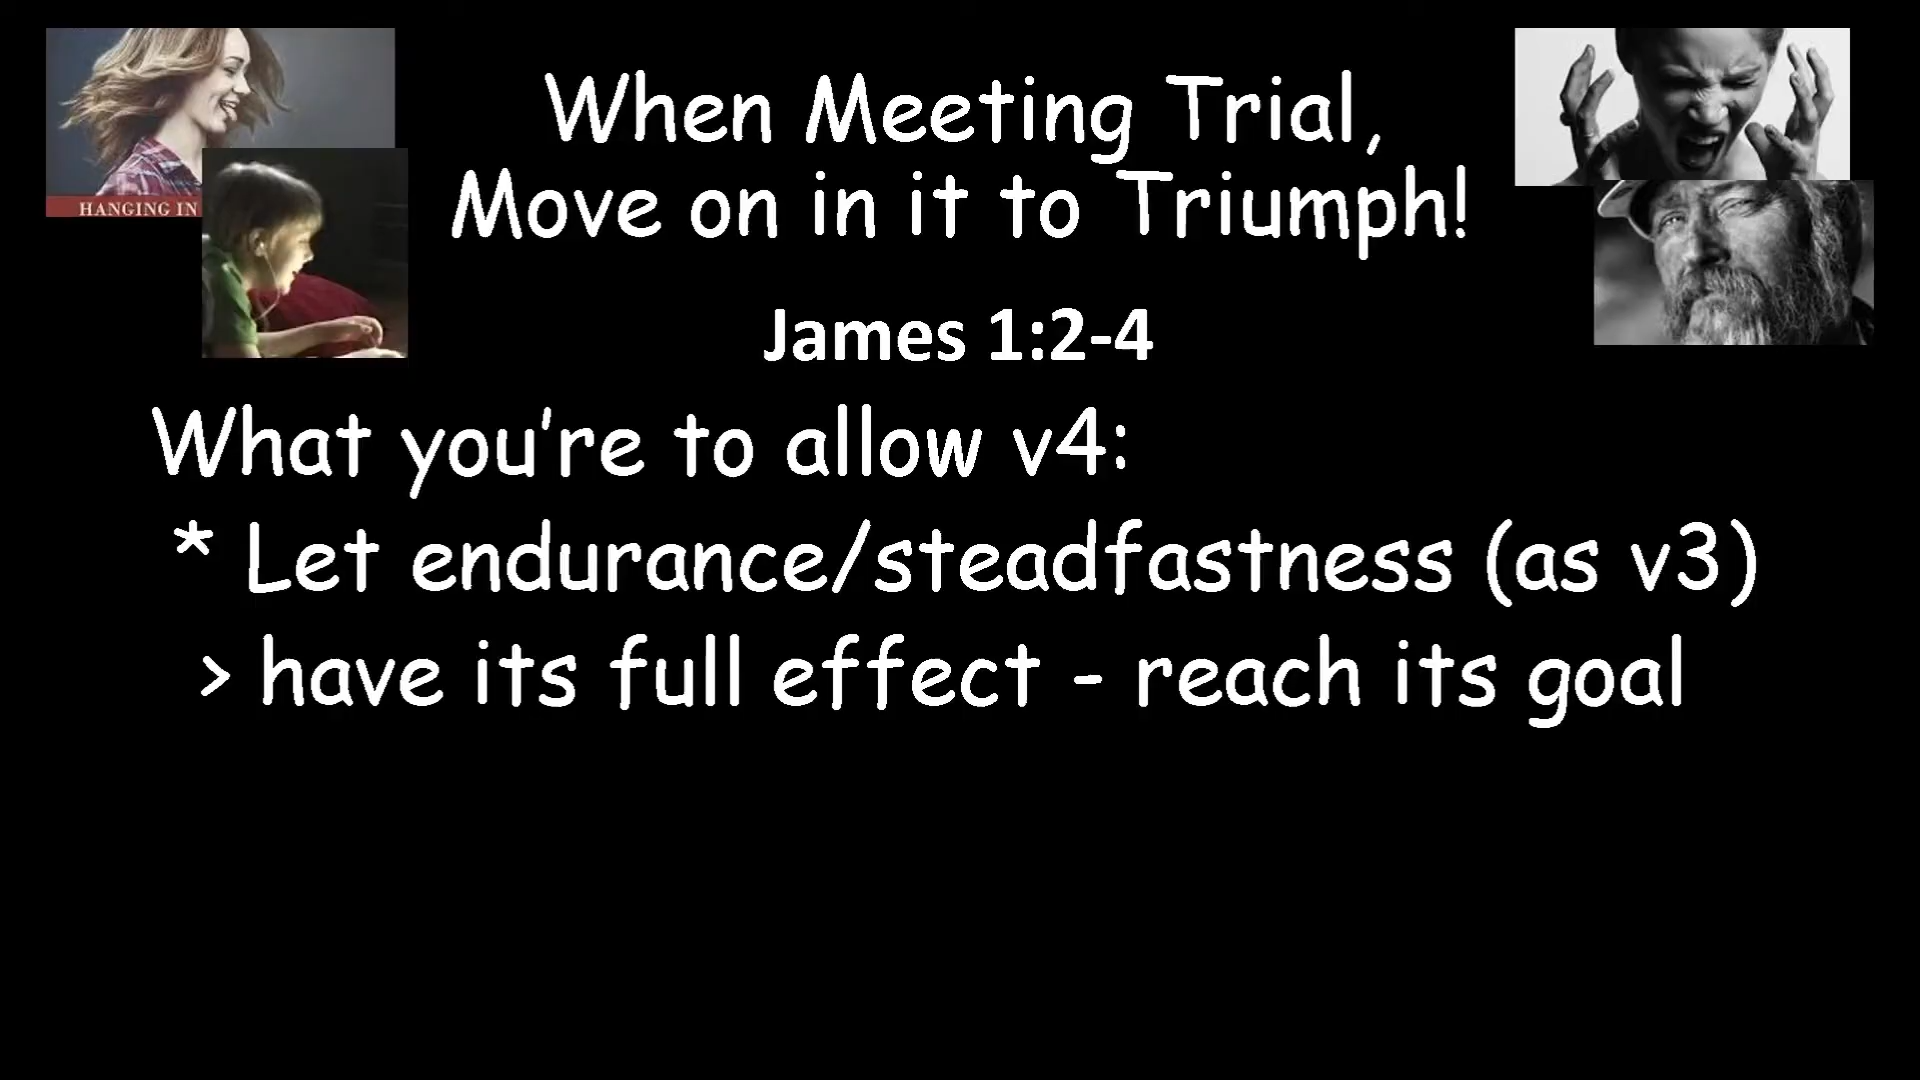 When Meeting Trial,
Move on in it to Triumph!
HANGING IN
James 1:2-4
What you're to allow v4:
* Let endurance/steadfastness (as v3)
> have its full effect - reach its goal